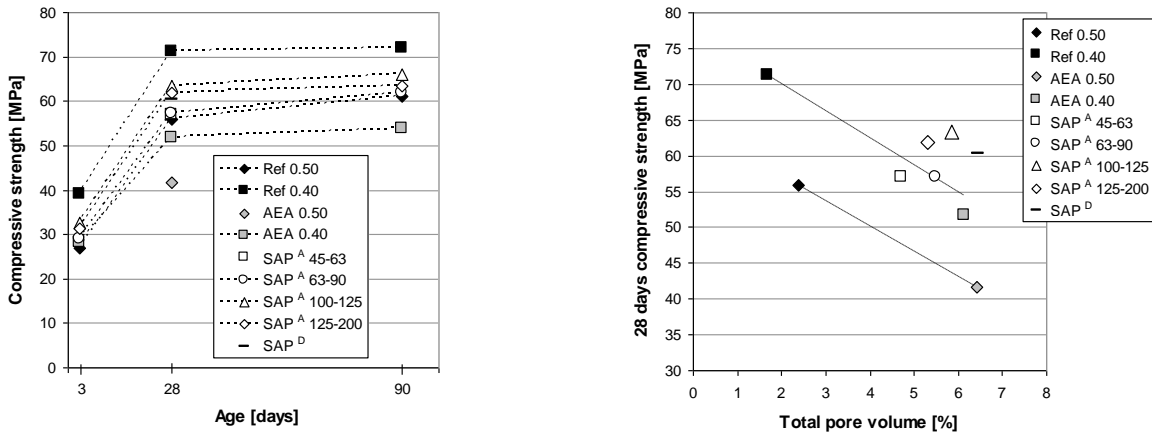 Compressive strength [MPa]
80
70
60
50
40
30
20
10
0
Ref 0.50
Ref 0.40
AEA 0.50
AEA 0.40
SAP A 45-63
SAP A 63-90
SAP A 100-125
SAP A 125-200
SAP D
3 28 90
Age [days]
28 days compressive strength [MPa]
80
75
70
65
60
55
50
45
40
35
30
Ref 0.50
Ref 0.40
AEA 0.50
AEA 0.40
SAP A 45-63
SAP A 63-90
SAP A 100-125
SAP A 125-200
SAP D
0 1 2 3 4 5 6 7 8
Total pore volume [%]